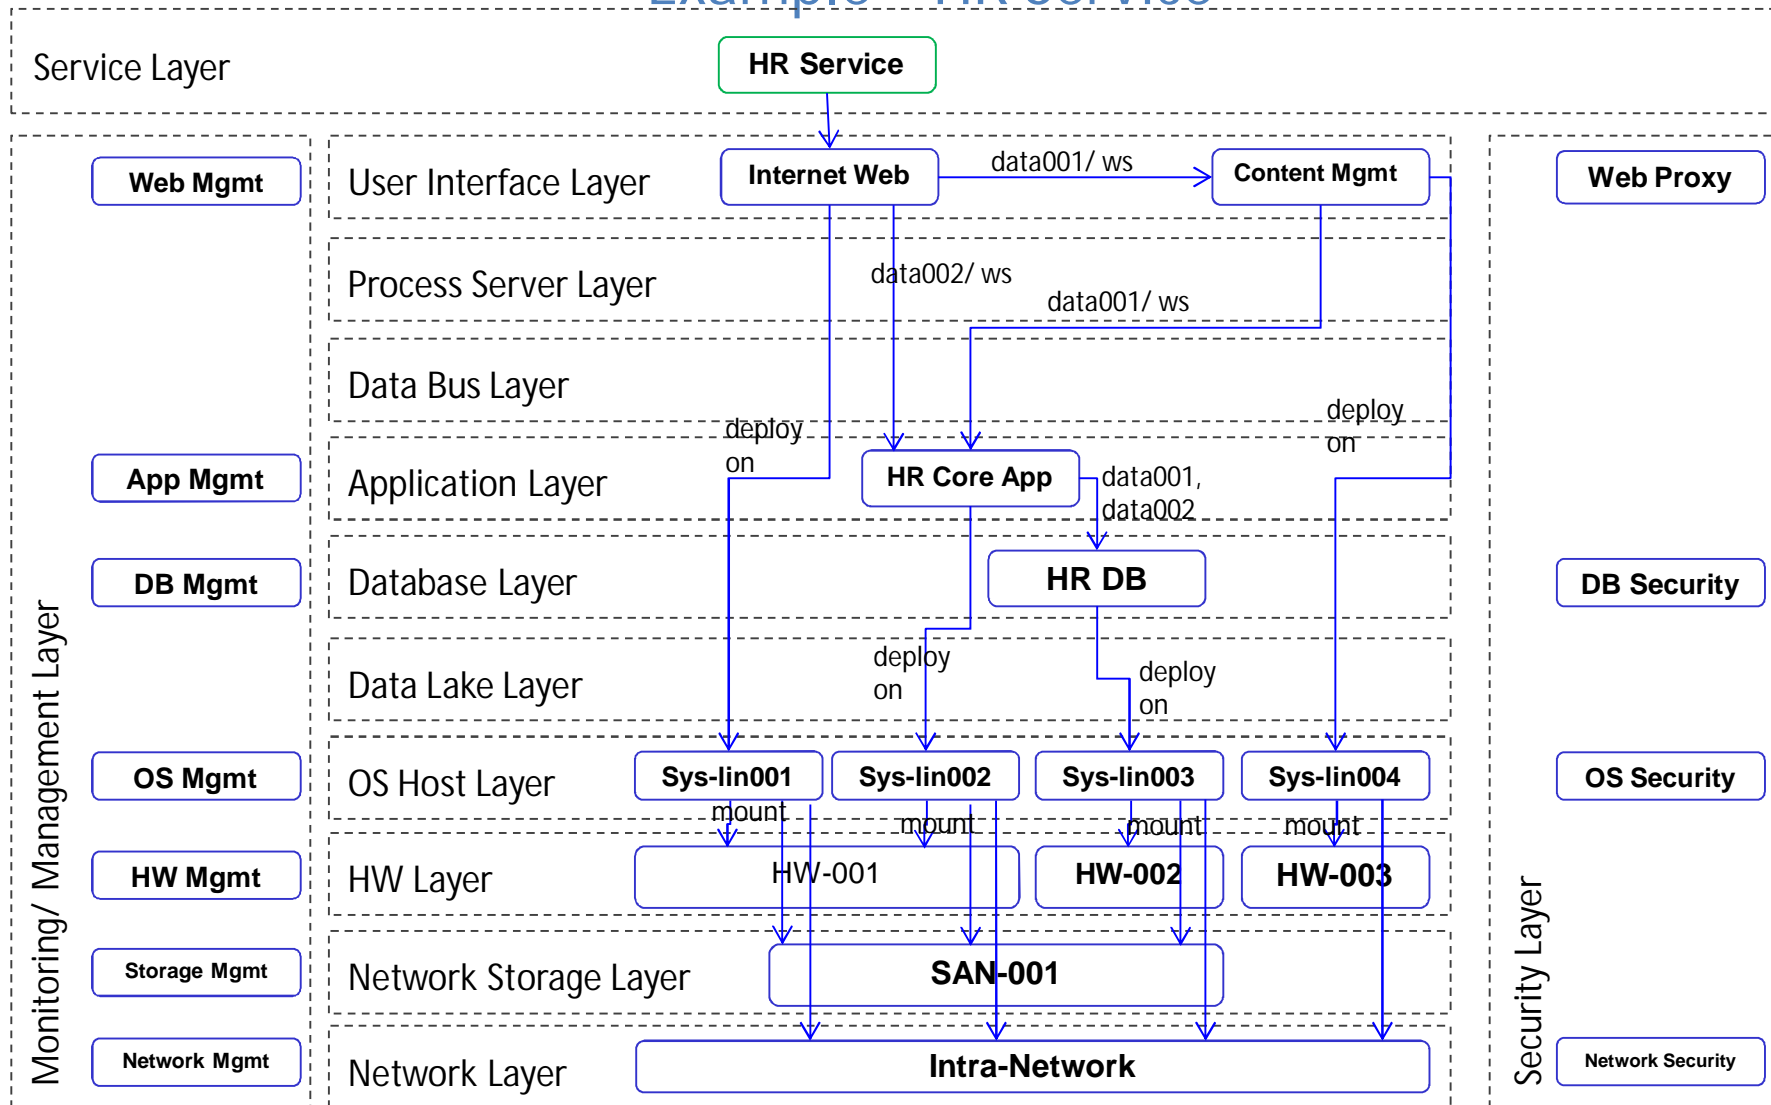 Example – HR Service
Service Layer
HR Service
Web Mgmt
User Interface Layer
Internet Web
data001/ ws
Content Mgmt
Web Proxy
Process Server Layer
data002/ ws
data001/ ws
Data Bus Layer
deploy
on
deploy
on
App Mgmt
Application Layer
HR Core App
data001,
data002
DB Mgmt
Database Layer
HR DB
DB Security
Data Lake Layer
deploy
on
deploy
on
OS Mgmt
OS Host Layer
Sys-lin001
Sys-lin002
Sys-lin003
Sys-lin004
OS Security
mount
mount
mount
mount
HW Mgmt
HW Layer
HW-001
HW-002
HW-003
Storage Mgmt
Network Storage Layer
SAN-001
Network Mgmt
Network Layer
Intra-Network
Network Security
Monitoring/ Management Layer
Security Layer